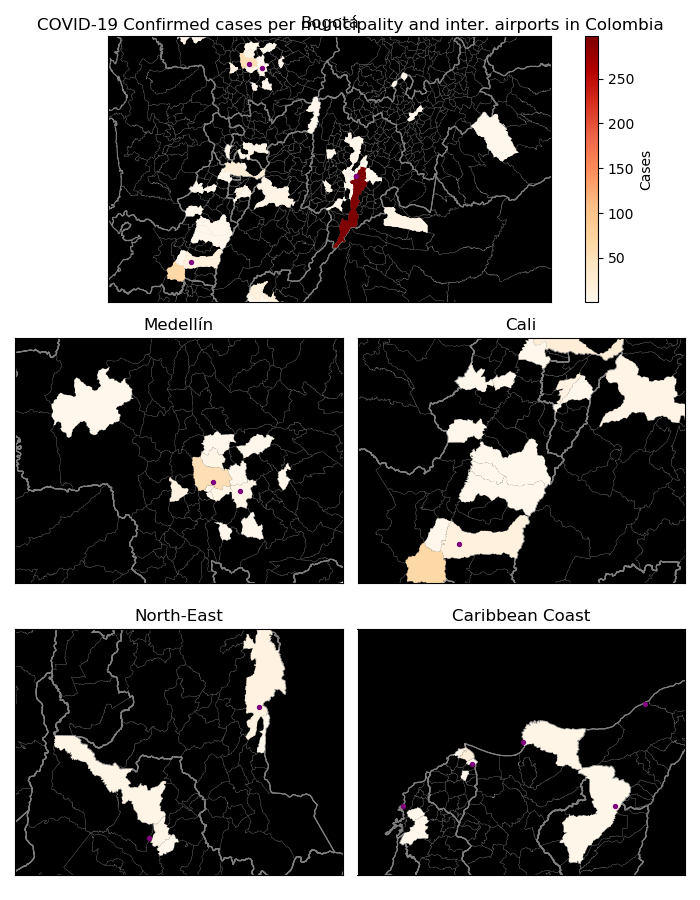 COVID-19 Confirmed cases per municipality and inter. airports in Colombia
Bogotá
250
200
150
100
50
Cases
Medellín
Cali
North-East
Caribbean Coast